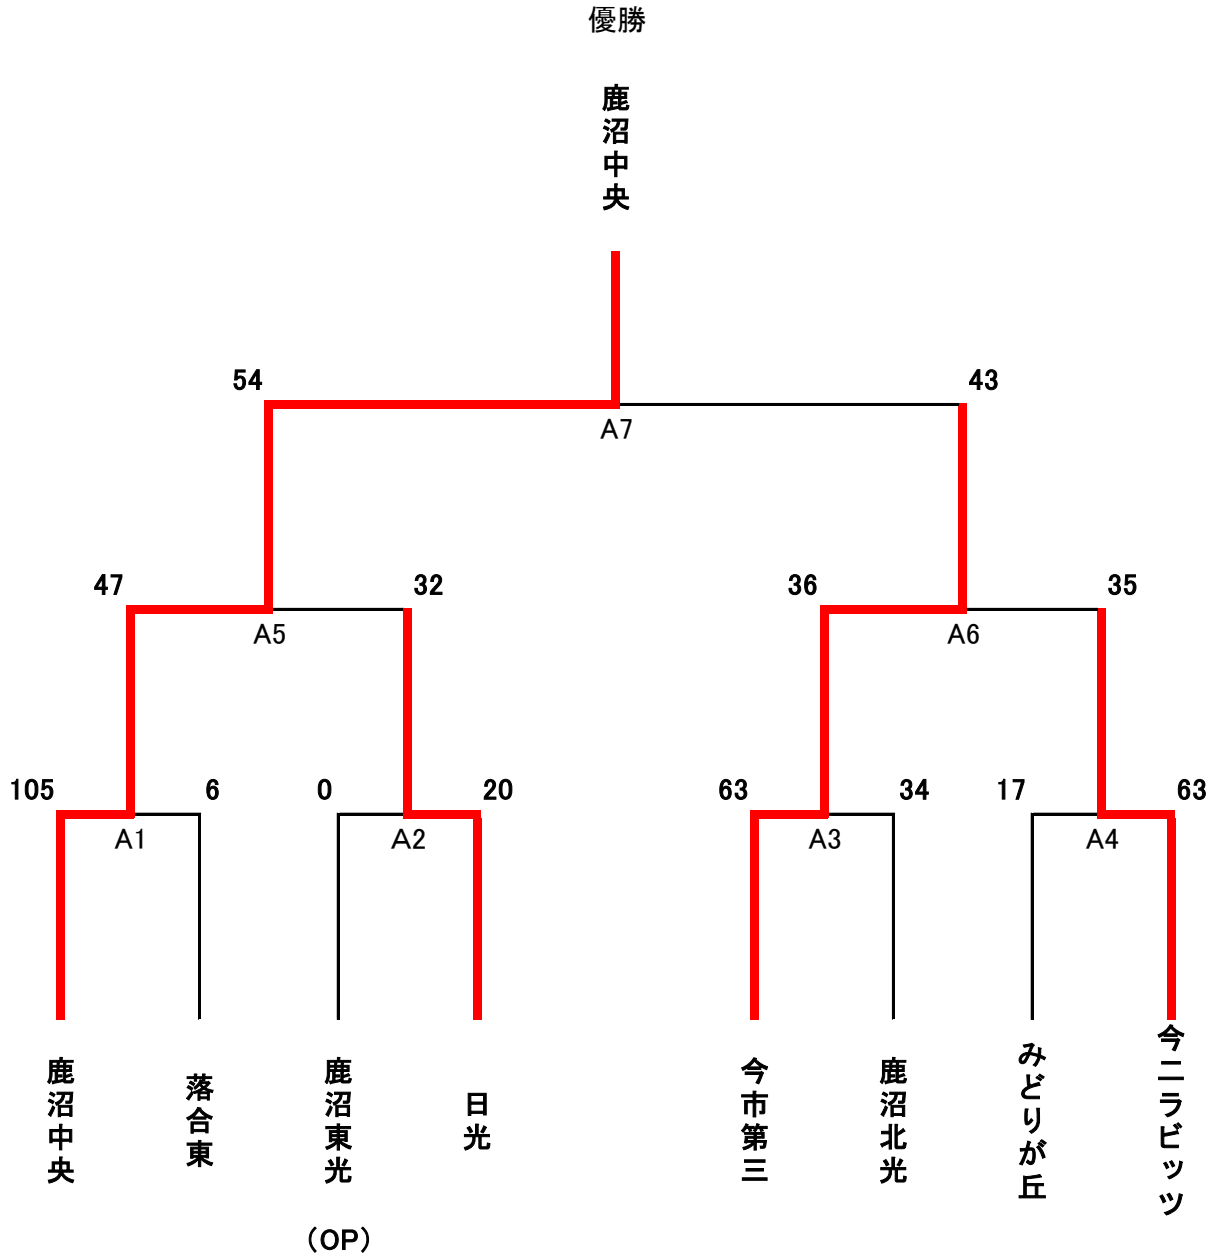 優勝
鹿沼中央
54
43
A7
47
32
36
35
A5
A6
105
6
0
20
63
34
17
63
A1
A2
A3
A4
鹿沼中央
落合東
鹿沼東光
日光
今市第三
鹿沼北光
みどりが丘
今二ラビッツ
（OP）